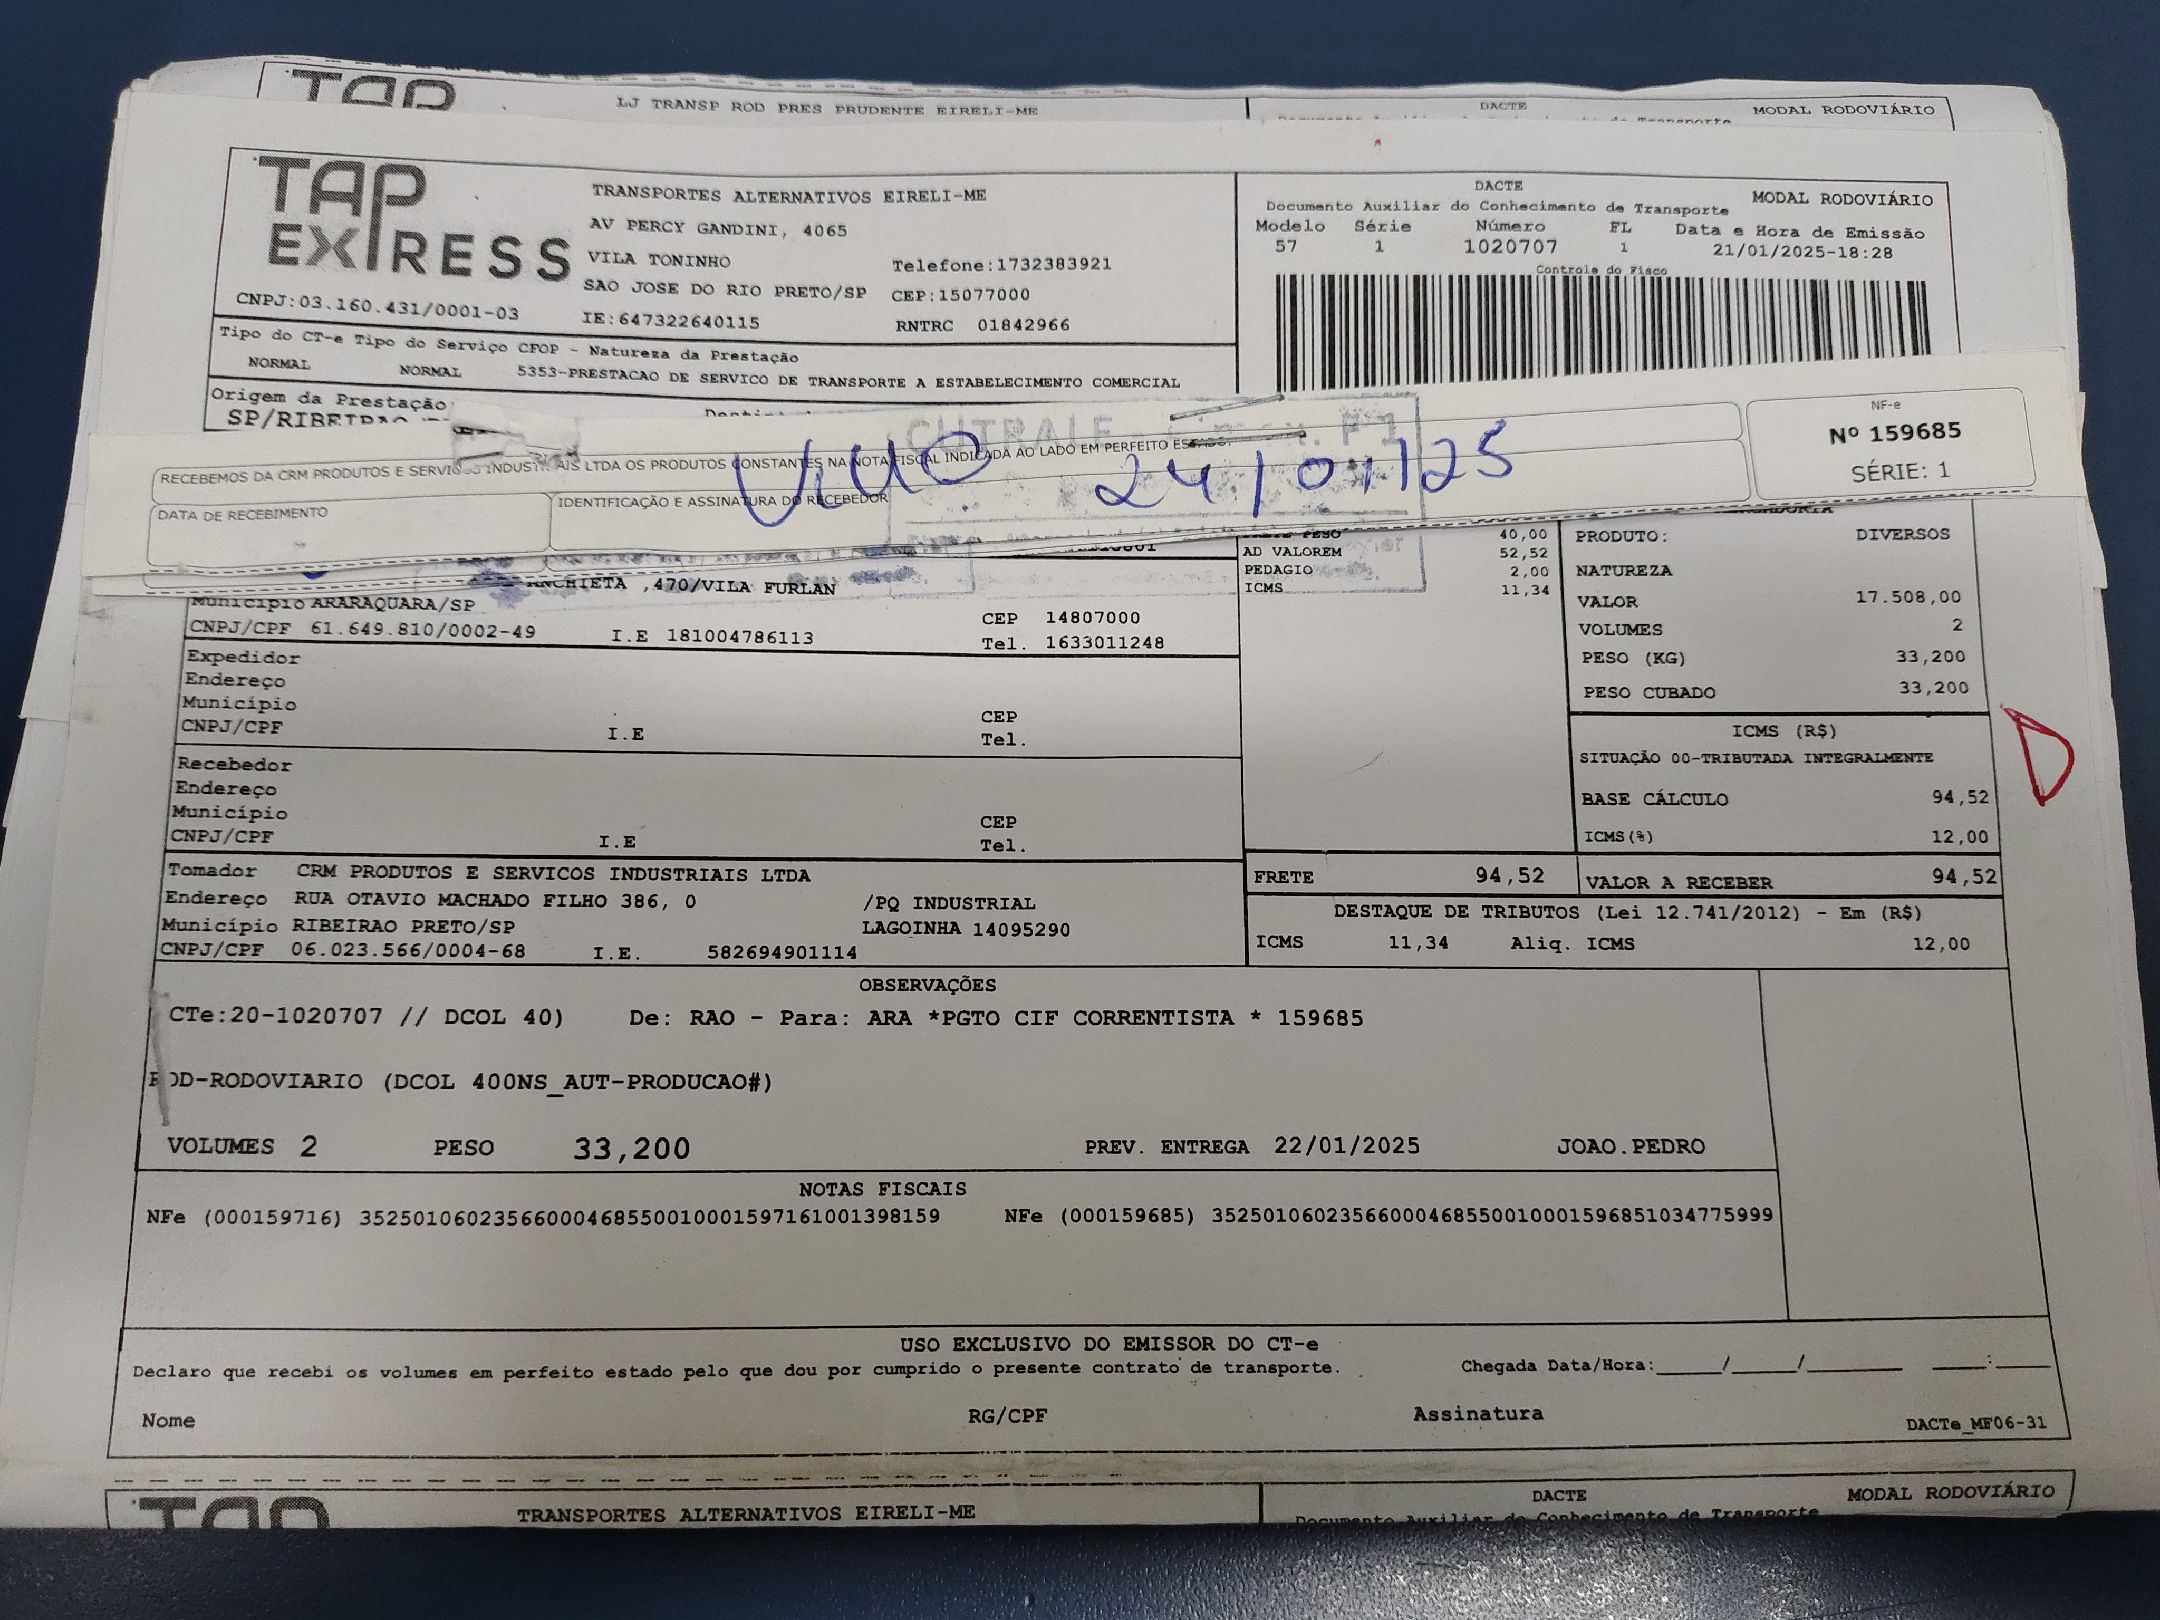 TAP
LJ TRANSP ROD PRES PRUDENTE EIRELI-ME
DACTE
MODAL RODOVIÁRIO
TAP EXPRESS
CNPJ:03.160.431/0001-03
TRANSPORTES ALTERNATIVOS EIRELI-ME
AV PERCY GANDINI, 4065
VILA TONINHO
Telefone:1732383921
SAO JOSE DO RIO PRETO/SP CEP:15077000
IE:647322640115 RNTRC 01842966
DACTE
MODAL RODOVIÁRIO
Documento Auxiliar do Conhecimento de Transporte
Modelo Série Número FL Data e Hora de Emissão
57 1 1020707 1 21/01/2025-18:28
Controle do Fisco
Tipo do CT-e Tipo do Serviço CFOP - Natureza da Prestação
NORMAL NORMAL 5353-PRESTACAO DE SERVICO DE TRANSPORTE A ESTABELECIMENTO COMERCIAL
Origem da Prestação
CUTRALE
RECEBEMOS DA CRM PRODUTOS E SERVIÇOS INDUSTRIAIS LTDA OS PRODUTOS CONSTANTES NA NOTA FISCAL INDICADA AO LADO EM PERFEITO ESTADO.
24/01/25
DATA DE RECEBIMENTO
IDENTIFICAÇÃO E ASSINATURA DO RECEBEDOR
NF-e
Nº 159685
SÉRIE: 1
ANCHIETA ,470/VILA FURLAN
Município ARARAQUARA/SP CEP 14807000
CNPJ/CPF 61.649.810/0002-49 I.E 181004786113 Tel. 1633011248
Expedidor
Endereço
Município CEP
CNPJ/CPF I.E Tel.
Recebedor
Endereço
Município CEP
CNPJ/CPF I.E Tel.
Tomador CRM PRODUTOS E SERVICOS INDUSTRIAIS LTDA
Endereço RUA OTAVIO MACHADO FILHO 386, 0 /PQ INDUSTRIAL
Município RIBEIRAO PRETO/SP LAGOINHA 14095290
CNPJ/CPF 06.023.566/0004-68 I.E. 582694901114
PESO 40,00
AD VALOREM 52,52
PEDAGIO 2,00
ICMS 11,34
PRODUTO: DIVERSOS
NATUREZA
VALOR 17.508,00
VOLUMES 2
PESO (KG) 33,200
PESO CUBADO 33,200
ICMS (R$)
SITUAÇÃO 00-TRIBUTADA INTEGRALMENTE
BASE CÁLCULO 94,52
ICMS(%) 12,00
FRETE 94,52 VALOR A RECEBER 94,52
DESTAQUE DE TRIBUTOS (Lei 12.741/2012) - Em (R$)
ICMS 11,34 Aliq. ICMS 12,00
OBSERVAÇÕES
CTe:20-1020707 // DCOL 40) De: RAO - Para: ARA *PGTO CIF CORRENTISTA * 159685
ROD-RODOVIARIO (DCOL 400NS_AUT-PRODUCAO#)
VOLUMES 2 PESO 33,200 PREV. ENTREGA 22/01/2025 JOAO.PEDRO
NOTAS FISCAIS
NFe (000159716) 35250106023566000468550010001597161001398159 NFe (000159685) 35250106023566000468550010001596851034775999
USO EXCLUSIVO DO EMISSOR DO CT-e
Declaro que recebi os volumes em perfeito estado pelo que dou por cumprido o presente contrato de transporte. Chegada Data/Hora:____/____/____ ____:____
Nome RG/CPF Assinatura
DACTe_MF06-31
TAP
TRANSPORTES ALTERNATIVOS EIRELI-ME
DACTE
MODAL RODOVIÁRIO
Documento Auxiliar do Conhecimento de Transporte